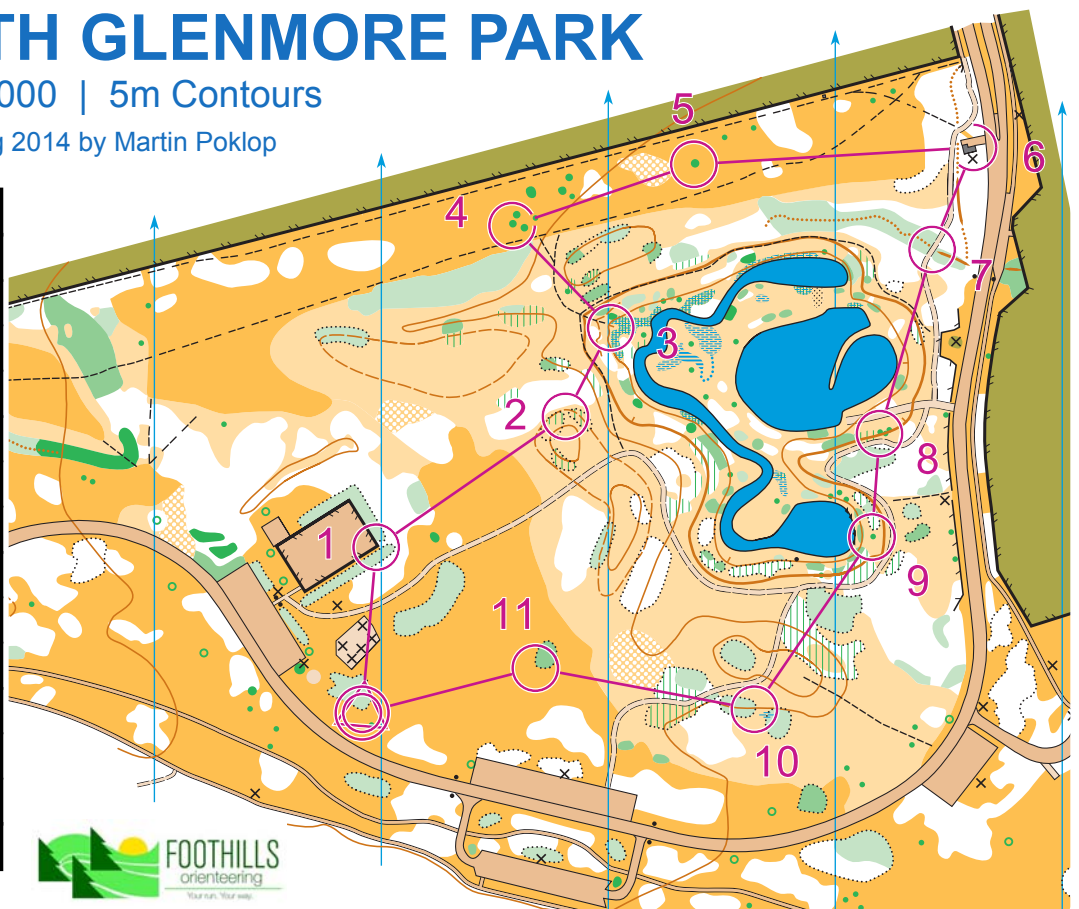 TH GLENMORE PARK
000 | 5m Contours
g 2014 by Martin Poklop
5
6
4
7
3
2
8
1
9
11
10
FOOTHILLS
orienteering
Your run. Your way.